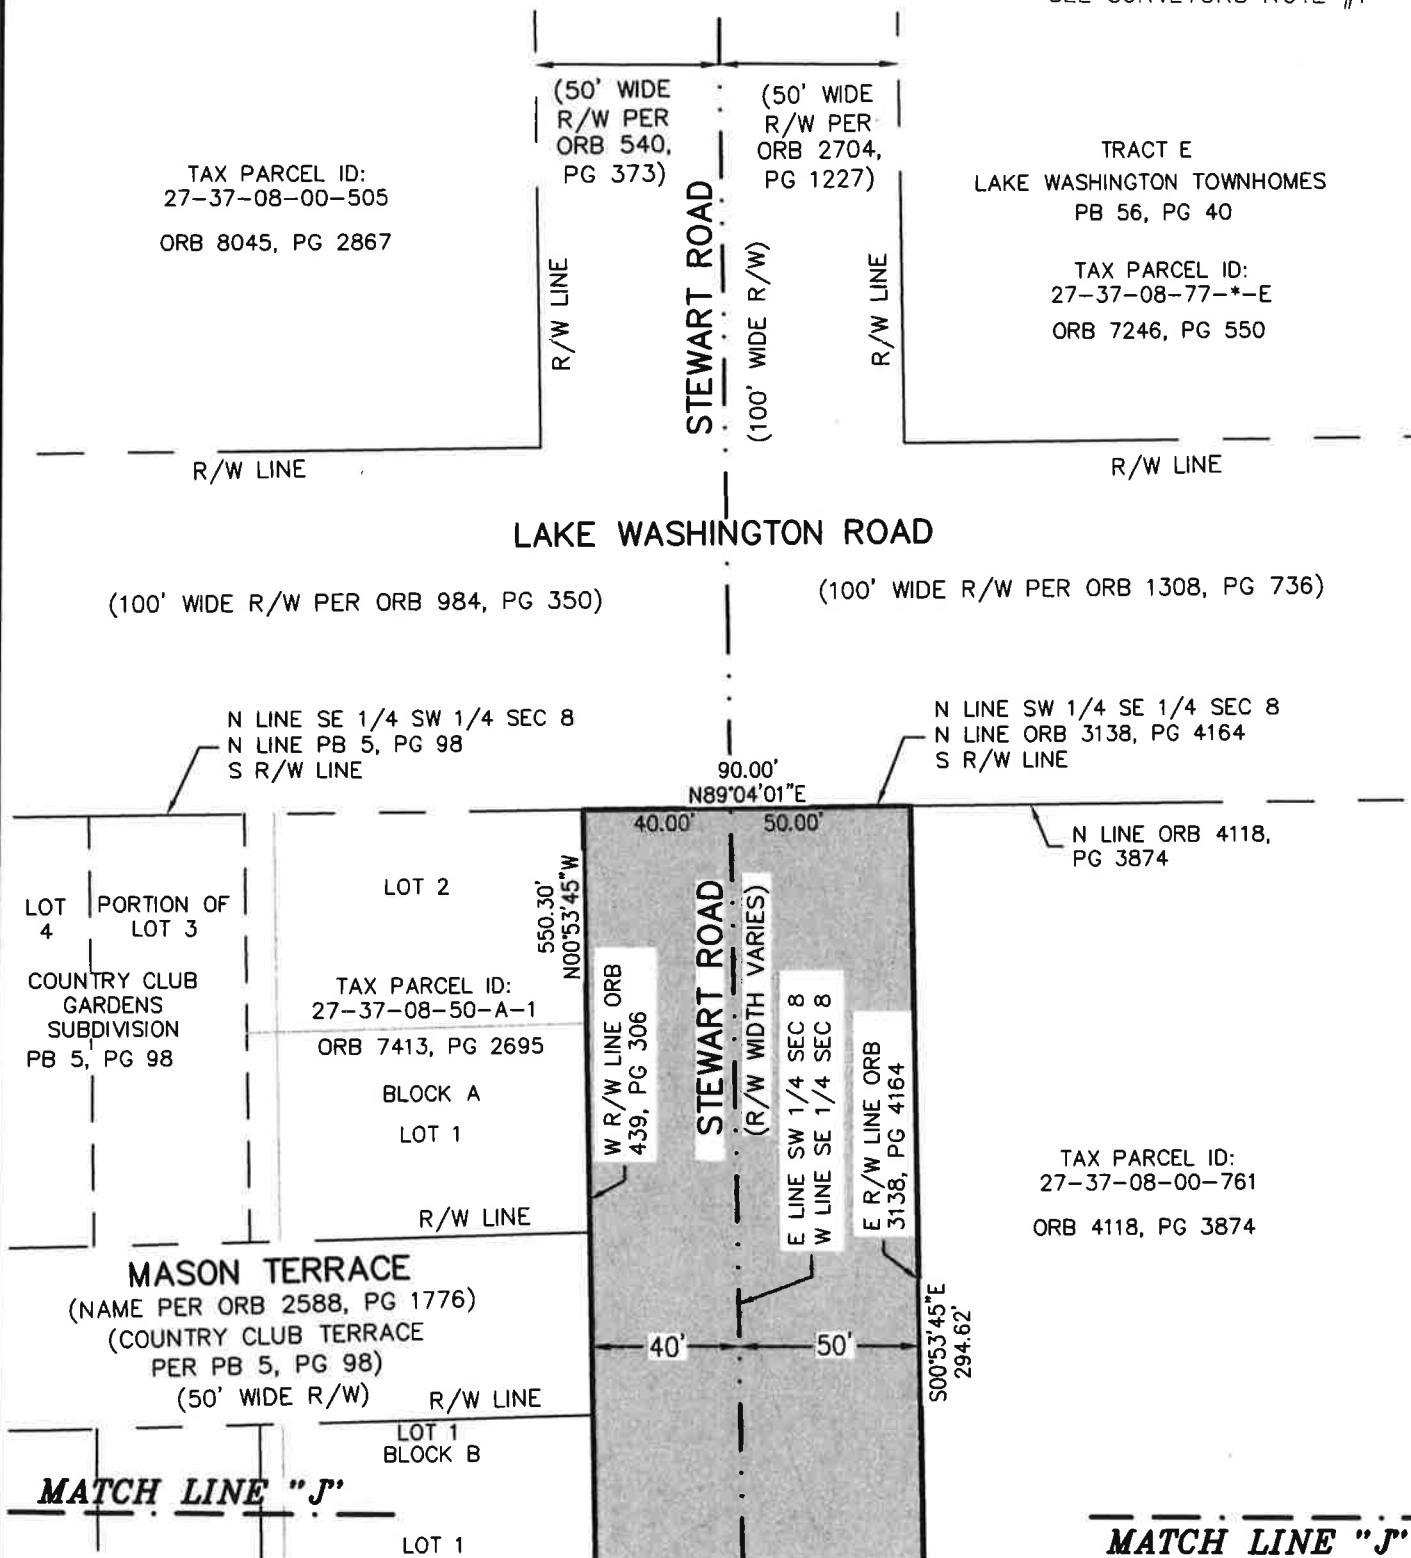 (50' WIDE
R/W PER
ORB 540,
PG 373)
(50' WIDE
R/W PER
ORB 2704,
PG 1227)
TAX PARCEL ID:
27-37-08-00-505
ORB 8045, PG 2867
TRACT E
LAKE WASHINGTON TOWNHOMES
PB 56, PG 40
TAX PARCEL ID:
27-37-08-77-*-E
ORB 7246, PG 550
R/W LINE
STEWART ROAD
(100' WIDE R/W)
R/W LINE
R/W LINE
R/W LINE
LAKE WASHINGTON ROAD
(100' WIDE R/W PER ORB 984, PG 350)
(100' WIDE R/W PER ORB 1308, PG 736)
N LINE SE 1/4 SW 1/4 SEC 8
N LINE PB 5, PG 98
S R/W LINE
N LINE SW 1/4 SE 1/4 SEC 8
N LINE ORB 3138, PG 4164
S R/W LINE
90.00'
N89°04'01"E
40.00'
50.00'
N LINE ORB 4118,
PG 3874
LOT
4
PORTION OF
LOT 3
LOT 2
550.30'
N00°53'45"W
COUNTRY CLUB
GARDENS
SUBDIVISION
PB 5, PG 98
TAX PARCEL ID:
27-37-08-50-A-1
ORB 7413, PG 2695
BLOCK A
LOT 1
W R/W LINE ORB
439, PG 306
STEWART ROAD
(R/W WIDTH VARIES)
E LINE SW 1/4 SEC 8
W LINE SE 1/4 SEC 8
E R/W LINE ORB
3138, PG 4164
TAX PARCEL ID:
27-37-08-00-761
ORB 4118, PG 3874
R/W LINE
MASON TERRACE
(NAME PER ORB 2588, PG 1776)
(COUNTRY CLUB TERRACE
PER PB 5, PG 98)
(50' WIDE R/W)
R/W LINE
40'
50'
S00°53'45"E
294.62'
LOT 1
BLOCK B
MATCH LINE "J"
LOT 1
MATCH LINE "J"